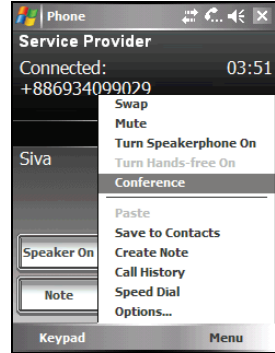 Phone
Service Provider
Connected: 03:51
+886934099029
Siva
Swap
Mute
Turn Speakerphone On
Turn Hands-free On
Conference
Paste
Save to Contacts
Create Note
Call History
Speed Dial
Options...
Speaker On
Note
Keypad Menu